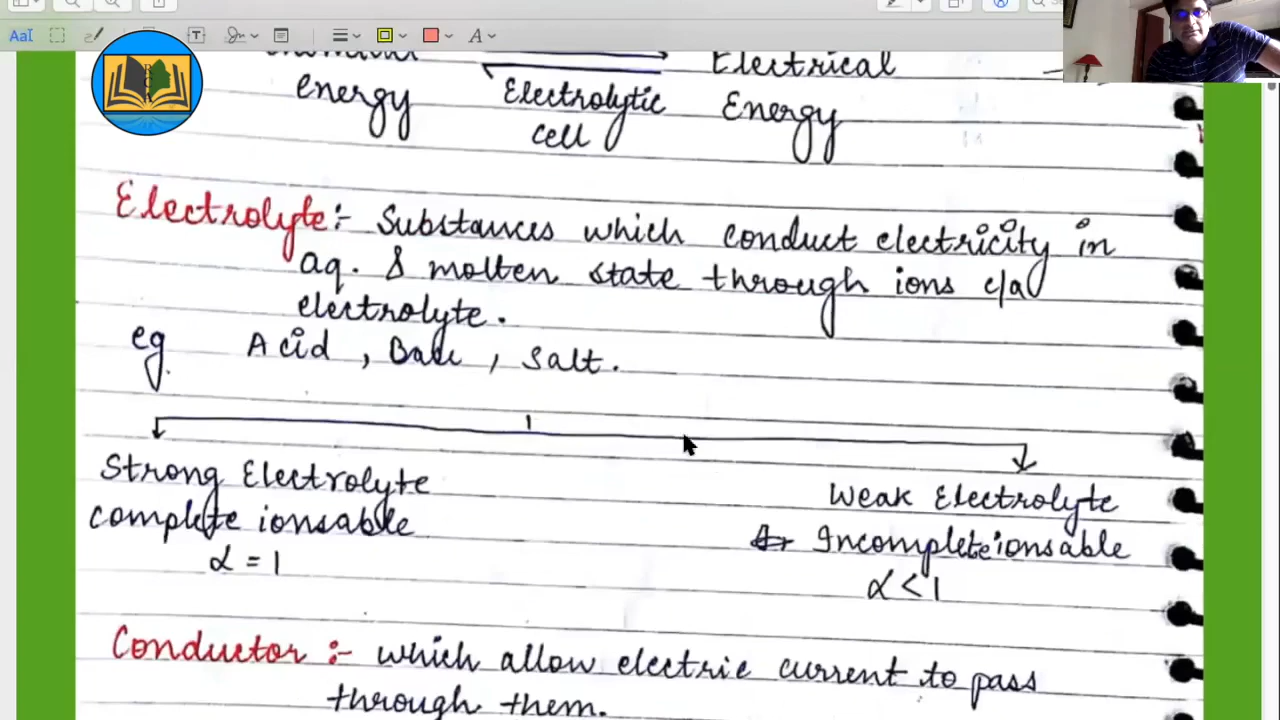 Electrical
energy
Electrolytic
Energy
cell
Electrolyte :- Substances which conduct electricity in
aq. & molten state through ions c/a
electrolyte.
eg Acid , Base , Salt .
Strong Electrolyte
complete ionsable
α = 1
Weak Electrolyte
Incomplete ionsable
α < 1
Conductor :- which allow electric current to pass
through them.